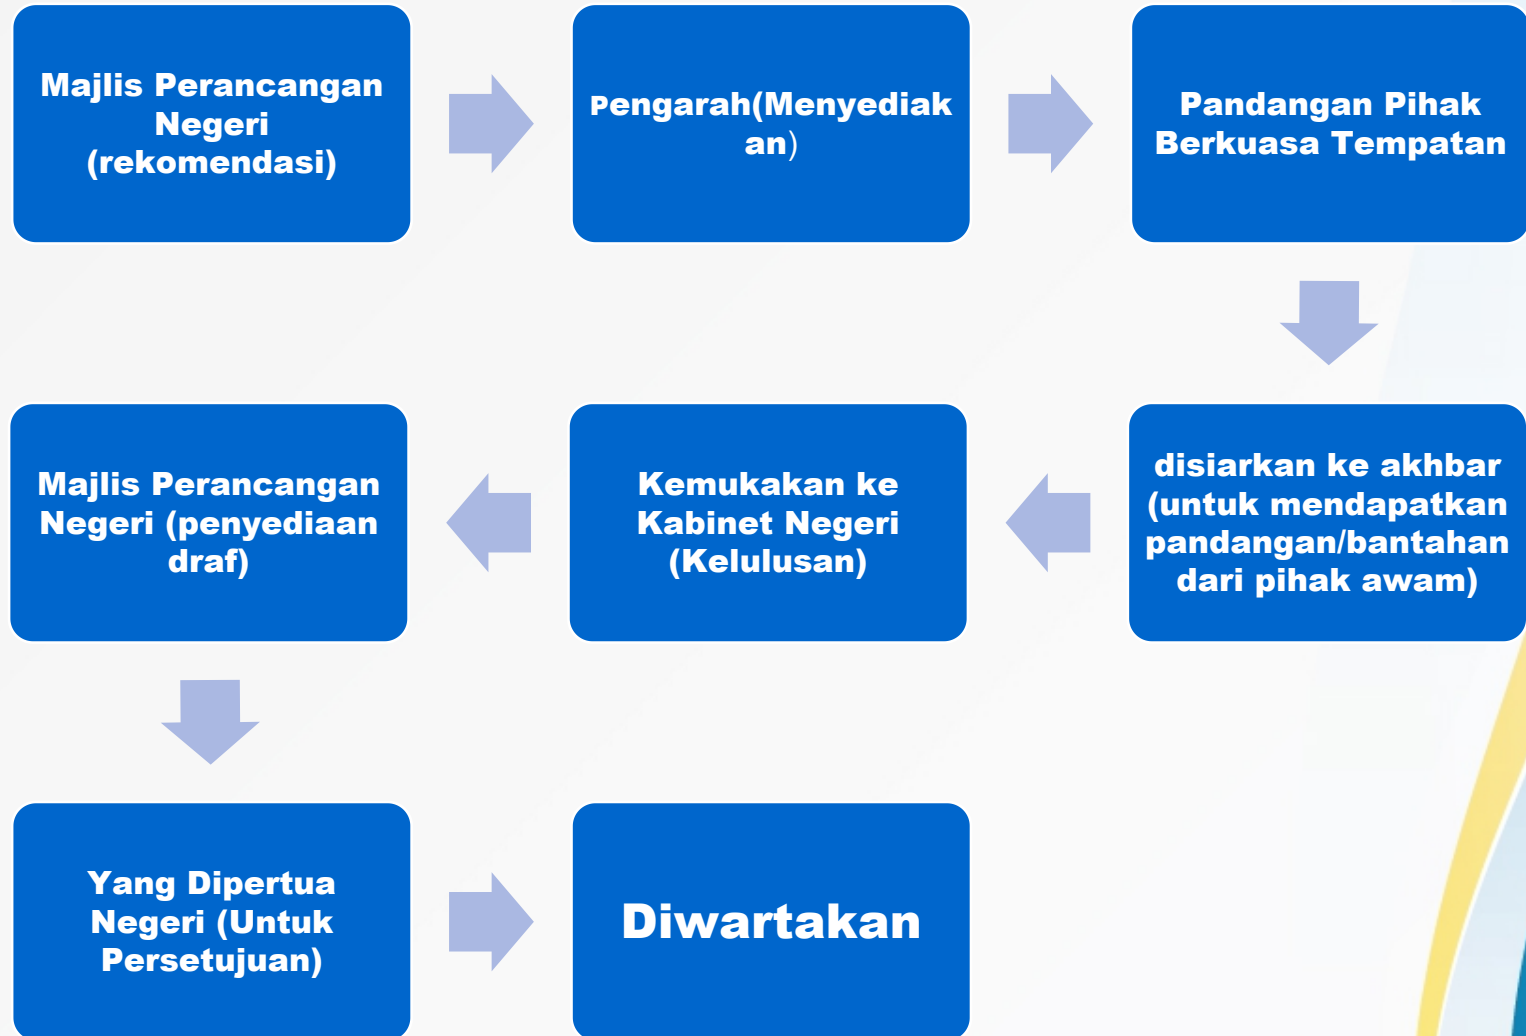 Majlis Perancangan
Negeri
(rekomendasi)
Pengarah(Menyediak
an)
Pandangan Pihak
Berkuasa Tempatan
disiarkan ke akhbar
(untuk mendapatkan
pandangan/bantahan
dari pihak awam)
Kemukakan ke
Kabinet Negeri
(Kelulusan)
Majlis Perancangan
Negeri (penyediaan
draf)
Yang Dipertua
Negeri (Untuk
Persetujuan)
Diwartakan